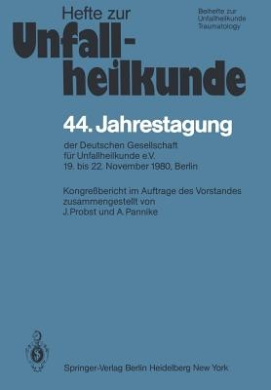 Hefte zur
Beihefte zur
Unfallheilkunde
Traumatology
Unfall-
heilkunde
44. Jahrestagung
der Deutschen Gesellschaft
für Unfallheilkunde e.V.
19. bis 22. November 1980, Berlin
Kongreßbericht im Auftrage des Vorstandes
zusammengestellt von
J. Probst und A. Pannike
Springer-Verlag Berlin Heidelberg New York